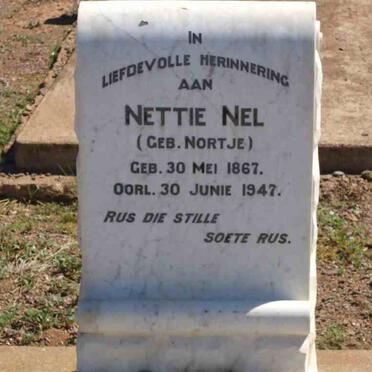 IN
LIEFDEVOLLE HERINNERING
AAN
NETTIE NEL
(GEB. NORTJE)
GEB. 30 MEI 1867.
OORL. 30 JUNIE 1947.
RUS DIE STILLE
SOETE RUS.